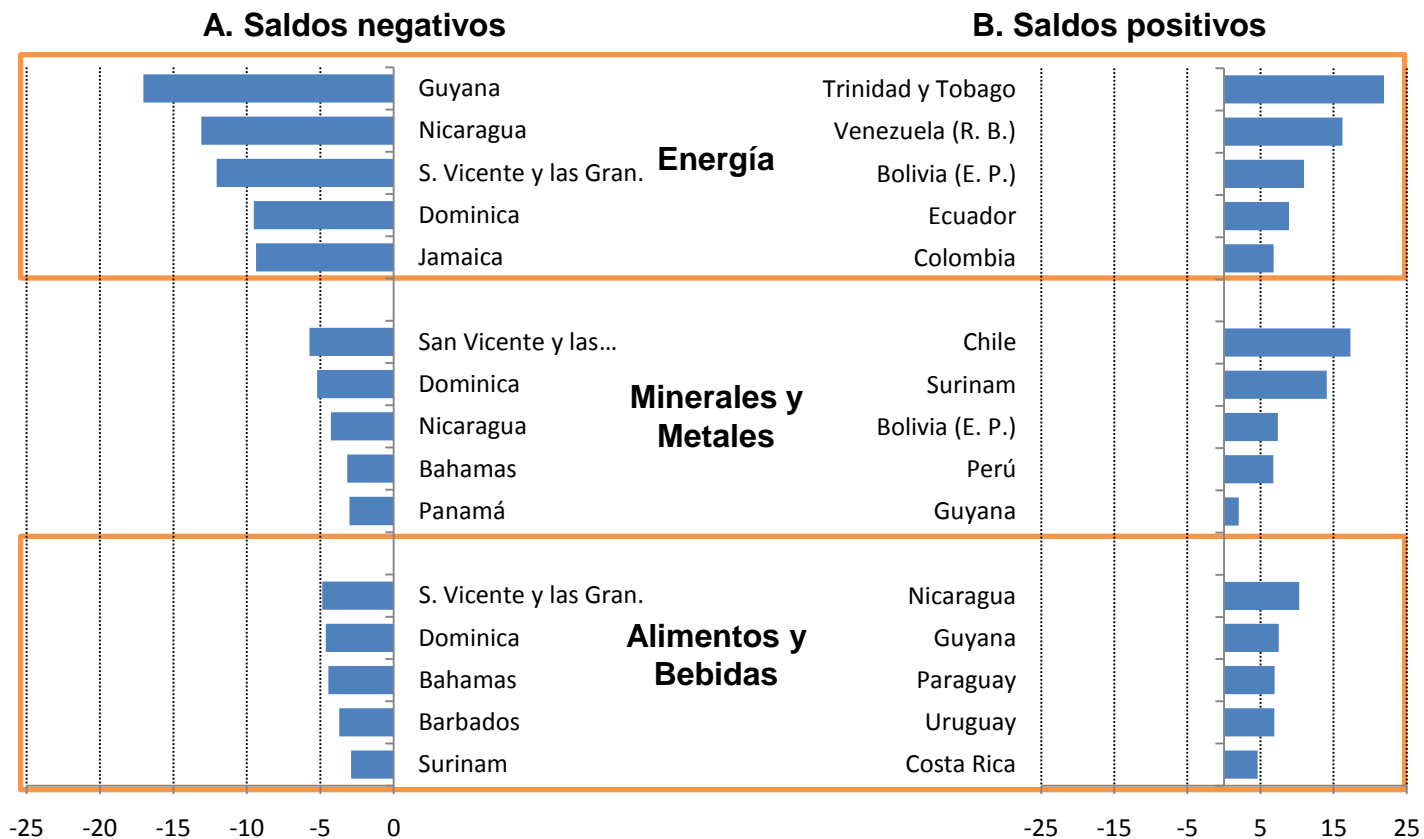 A. Saldos negativos
B. Saldos positivos
Energía
Guyana
Nicaragua
S. Vicente y las Gran.
Dominica
Jamaica
Trinidad y Tobago
Venezuela (R. B.)
Bolivia (E. P.)
Ecuador
Colombia
Minerales y
Metales
San Vicente y las...
Dominica
Nicaragua
Bahamas
Panamá
Chile
Surinam
Bolivia (E. P.)
Perú
Guyana
Alimentos y
Bebidas
S. Vicente y las Gran.
Dominica
Bahamas
Barbados
Surinam
Nicaragua
Guyana
Paraguay
Uruguay
Costa Rica
-25 -20 -15 -10 -5 0
-25 -15 -5 5 15 25